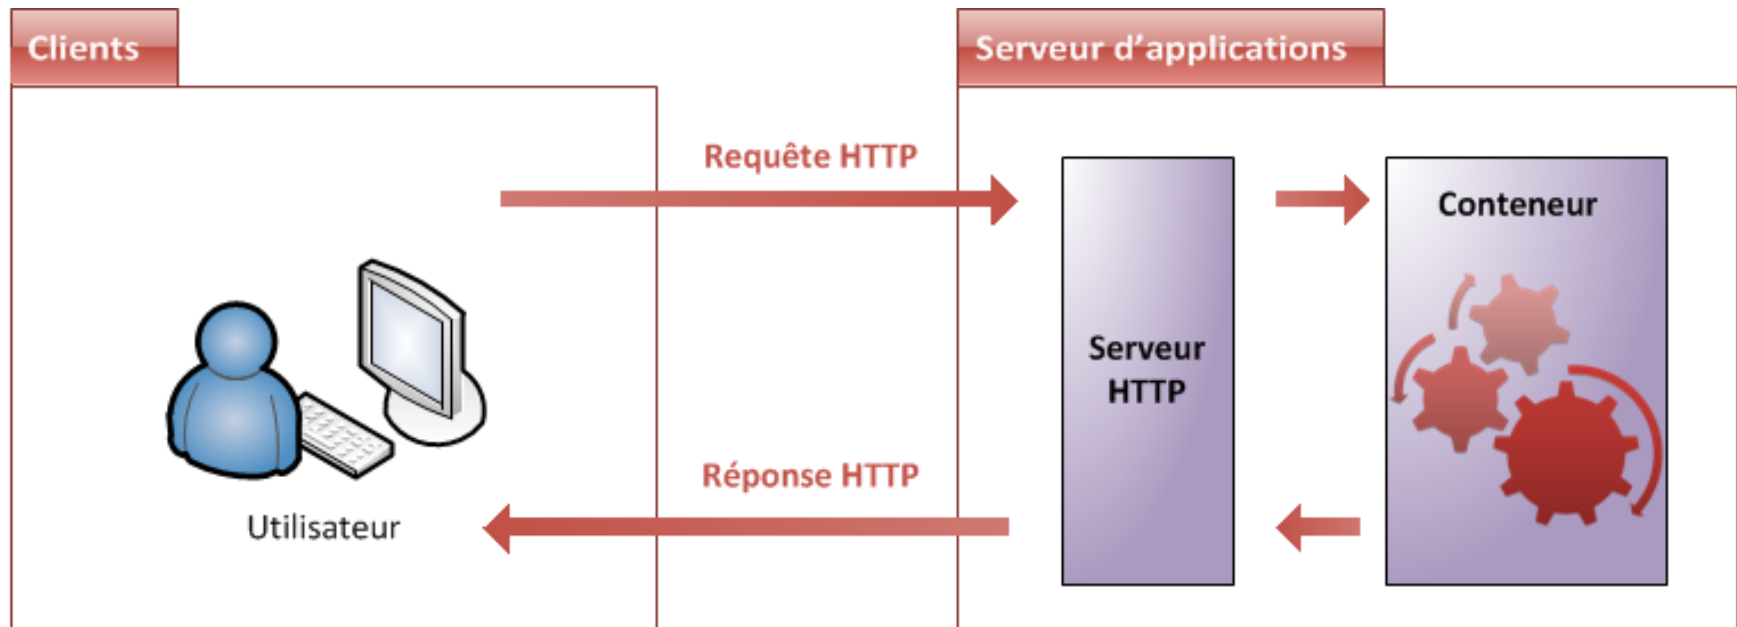 Clients
Serveur d'applications
Requête HTTP
Conteneur
Serveur
HTTP
Réponse HTTP
Utilisateur